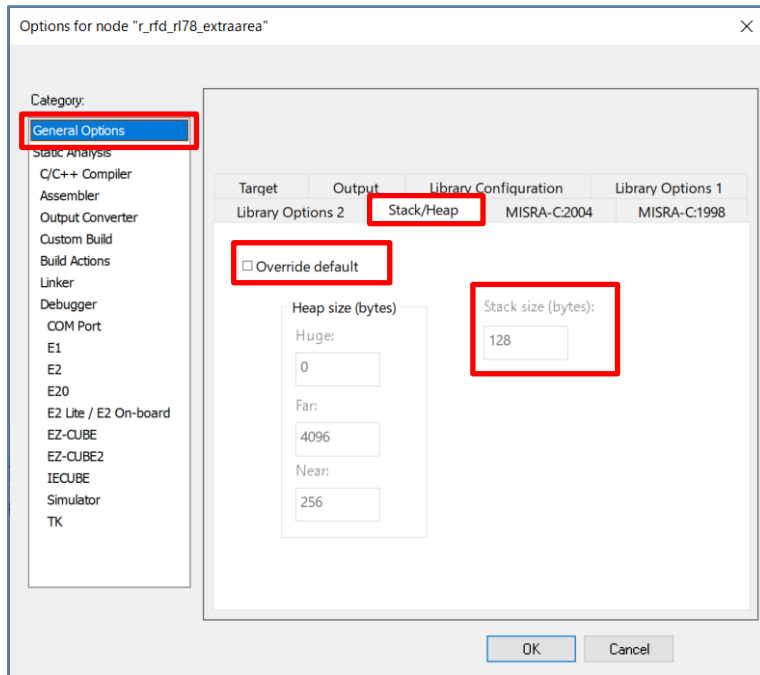 Options for node "r_rfd_rl78_extraarea"
Category:
General Options
Static Analysis
C/C++ Compiler
Assembler
Output Converter
Custom Build
Build Actions
Linker
Debugger
COM Port
E1
E2
E20
E2 Lite / E2 On-board
EZ-CUBE
EZ-CUBE2
IECUBE
Simulator
TK
Target Output Library Configuration Library Options 1
Library Options 2 Stack/Heap MISRA-C:2004 MISRA-C:1998
Override default
Heap size (bytes)
Huge:
0
Far:
4096
Near:
256
Stack size (bytes):
128
OK Cancel